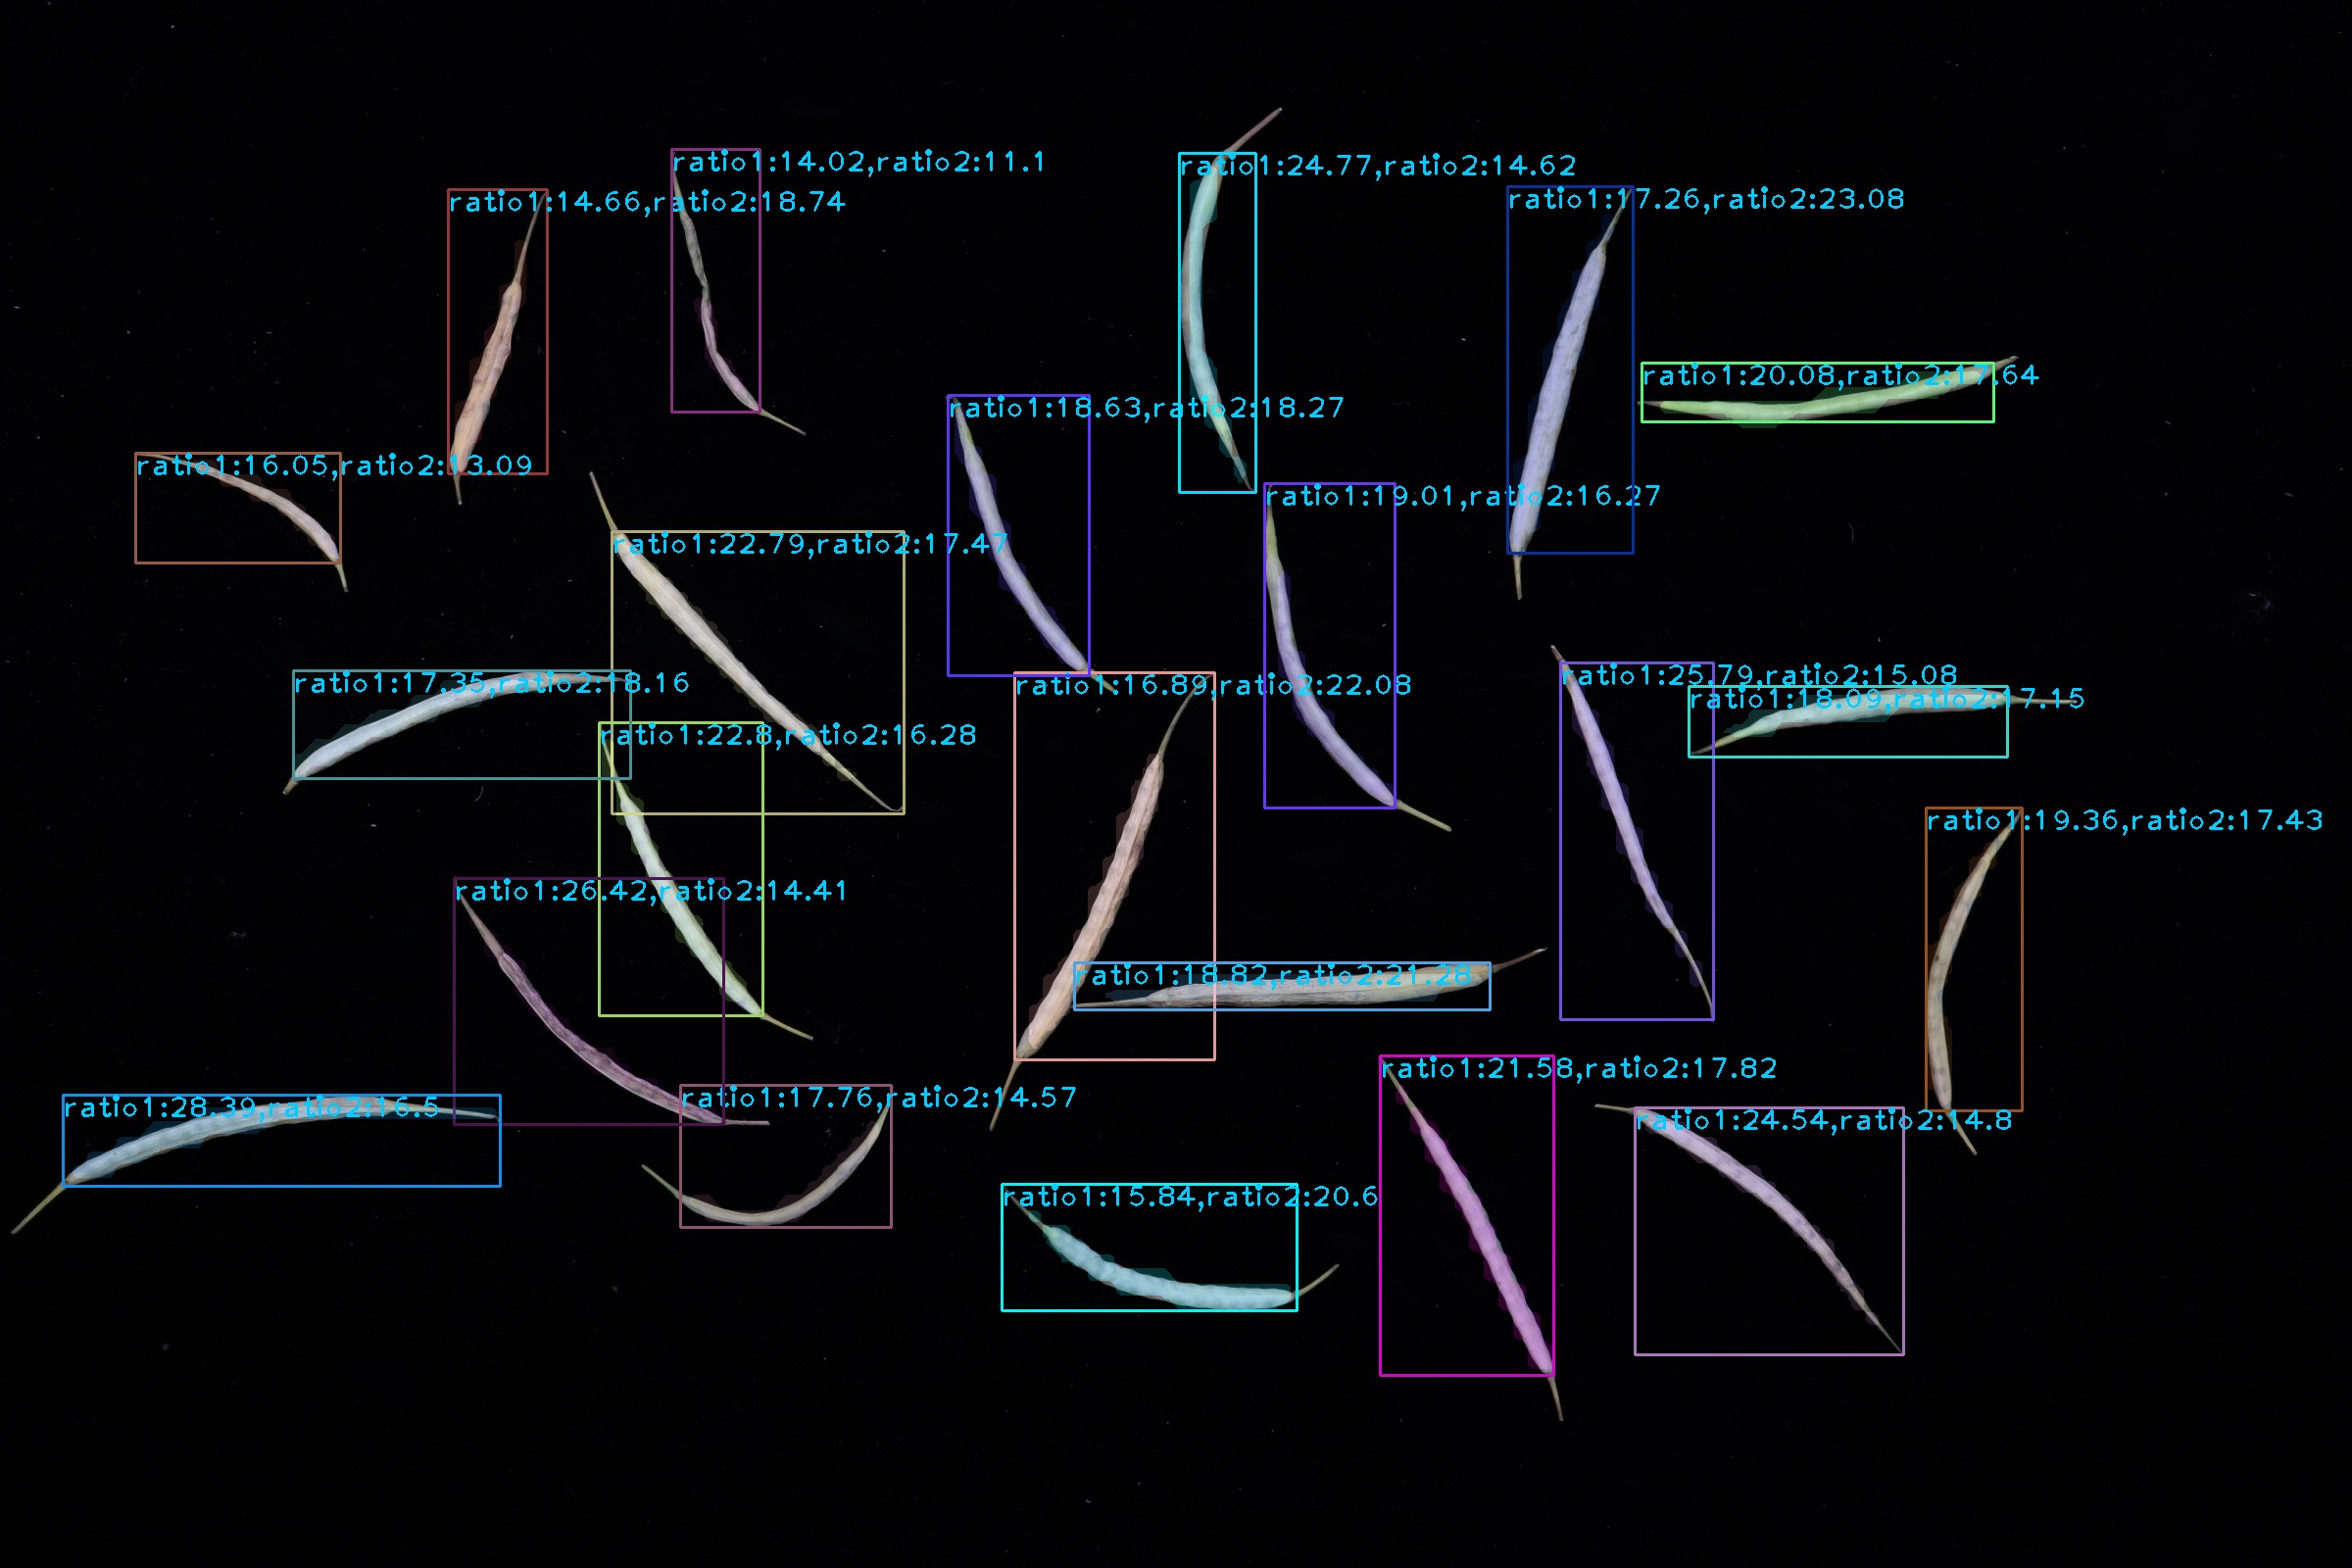 ratio1:14.02,ratio2:11.1
ratio1:24.77,ratio2:14.62
ratio1:14.66,ratio2:18.74
ratio1:17.26,ratio2:23.08
ratio1:20.08,ratio2:17.64
ratio1:18.63,ratio2:18.27
ratio1:16.05,ratio2:13.09
ratio1:19.01,ratio2:16.27
ratio1:22.79,ratio2:17.47
ratio1:25.79,ratio2:15.08
ratio1:17.35,ratio2:18.16
ratio1:16.89,ratio2:22.08
ratio1:18.09,ratio2:17.15
ratio1:22.8,ratio2:16.28
ratio1:19.36,ratio2:17.43
ratio1:26.42,ratio2:14.41
ratio1:18.82,ratio2:21.28
ratio1:21.58,ratio2:17.82
ratio1:17.76,ratio2:14.57
ratio1:28.39,ratio2:16.5
ratio1:24.54,ratio2:14.8
ratio1:15.84,ratio2:20.6